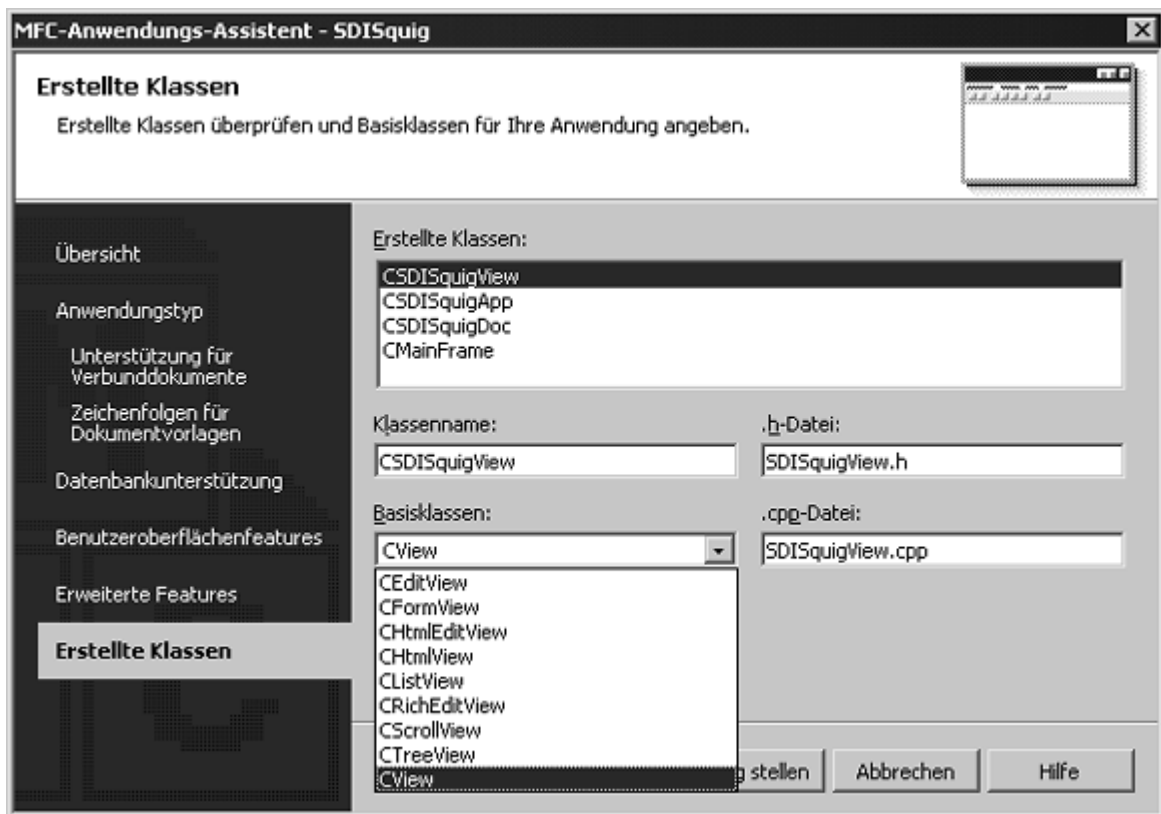 MFC-Anwendungs-Assistent - SDISquig
Erstellte Klassen
Erstellte Klassen überprüfen und Basisklassen für Ihre Anwendung angeben.
Übersicht
Anwendungstyp
Unterstützung für
Verbunddokumente
Zeichenfolgen für
Dokumentvorlagen
Datenbankunterstützung
Benutzeroberflächenfeatures
Erweiterte Features
Erstellte Klassen
Erstellte Klassen:
CSDISquigView
CSDISquigApp
CSDISquigDoc
CMainFrame
Klassenname:
CSDISquigView
.h-Datei:
SDISquigView.h
Basisklassen:
CView
.cpp-Datei:
SDISquigView.cpp
CEditView
CFormView
CHtmlEditView
CHtmlView
CListView
CRichEditView
CScrollView
CTreeView
CView
stellen
Abbrechen
Hilfe